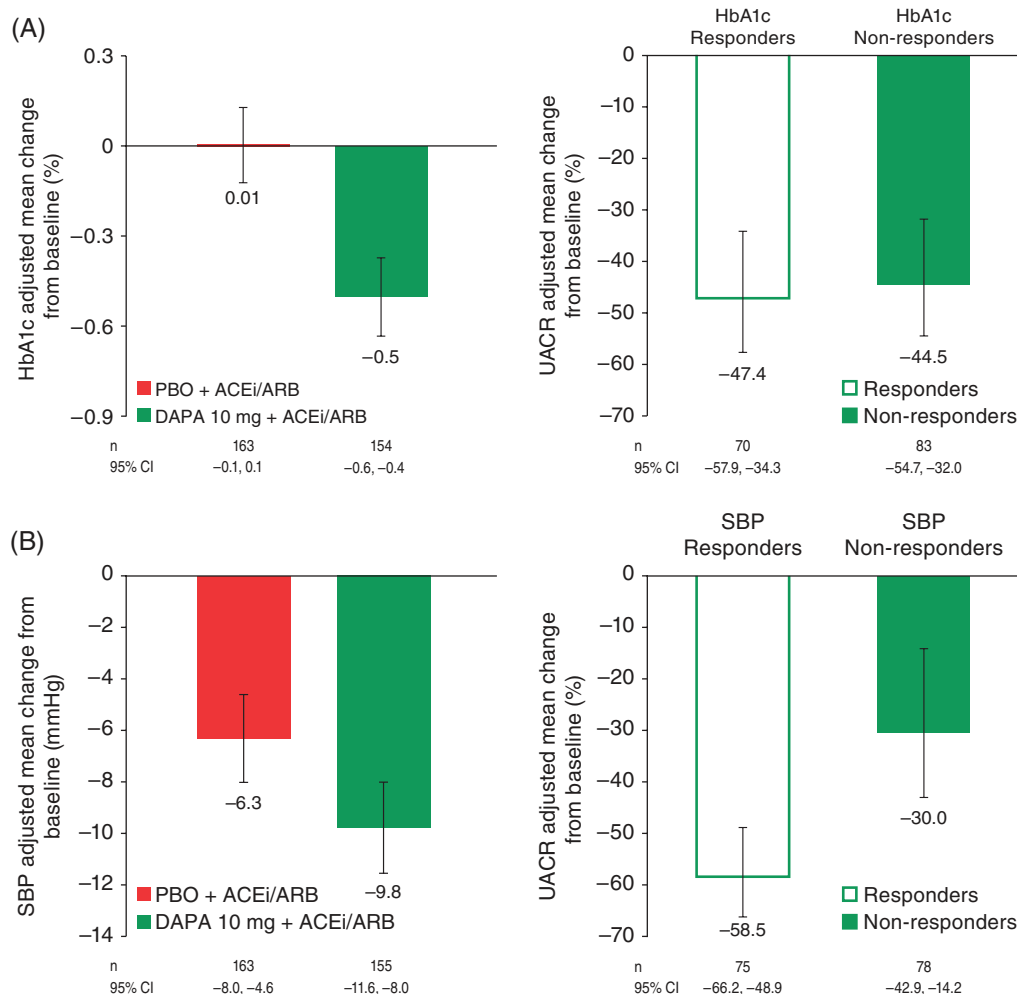 (A)
0.3
0
−0.3
−0.6
−0.9
HbA1c adjusted mean change
from baseline (%)
0.01
−0.5
PBO + ACEi/ARB
DAPA 10 mg + ACEi/ARB
n 163 154
95% CI −0.1, 0.1 −0.6, −0.4
HbA1c
Responders
HbA1c
Non-responders
0
−10
−20
−30
−40
−50
−60
−70
UACR adjusted mean change
from baseline (%)
−47.4
−44.5
Responders
Non-responders
n 70 83
95% CI −57.9, −34.3 −54.7, −32.0
(B)
0
−2
−4
−6
−8
−10
−12
−14
SBP adjusted mean change from
baseline (mmHg)
−6.3
−9.8
PBO + ACEi/ARB
DAPA 10 mg + ACEi/ARB
n 163 155
95% CI −8.0, −4.6 −11.6, −8.0
SBP
Responders
SBP
Non-responders
0
−10
−20
−30
−40
−50
−60
−70
UACR adjusted mean change
from baseline (%)
−58.5
−30.0
Responders
Non-responders
n 75 78
95% CI −66.2, −48.9 −42.9, −14.2